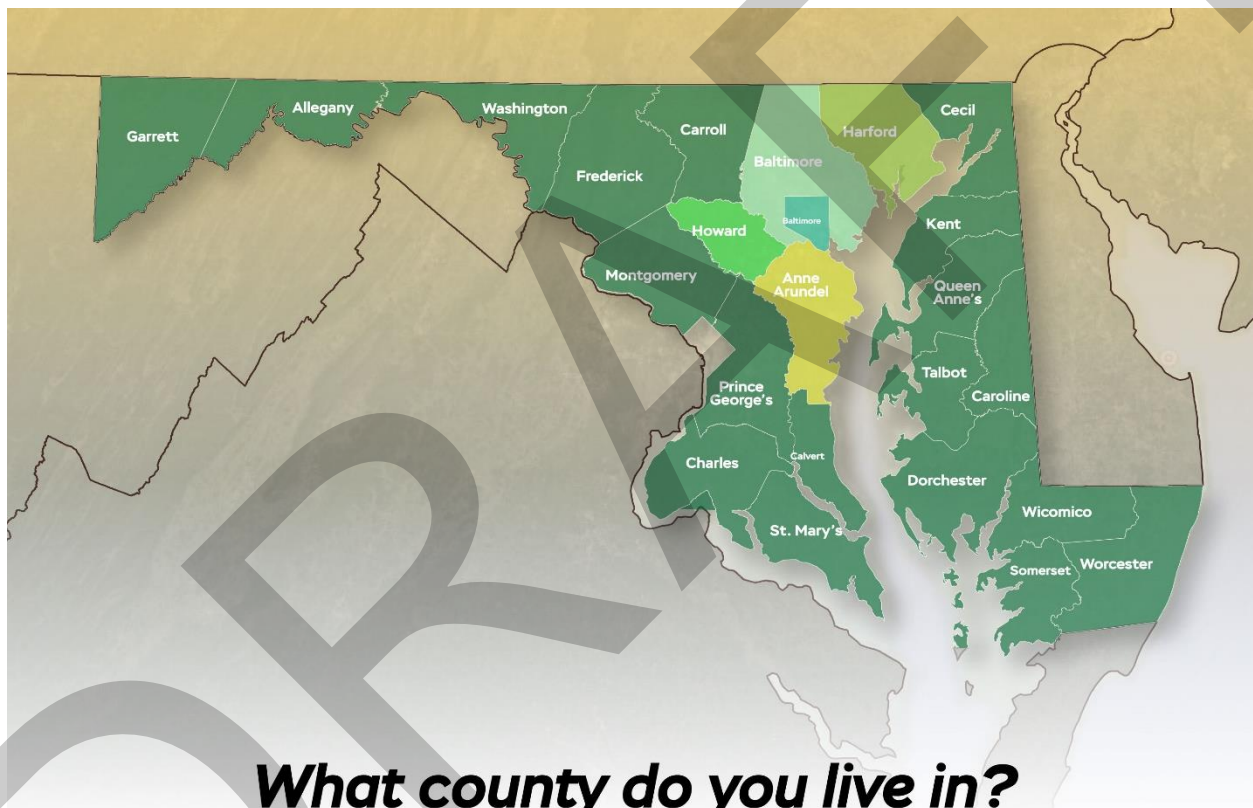 Garrett
Allegany
Washington
Frederick
Carroll
Baltimore
Harford
Cecil
Baltimore
Howard
Montgomery
Anne
Arundel
Kent
Queen
Anne's
Talbot
Caroline
Prince
George's
Charles
Calvert
St. Mary's
Dorchester
Wicomico
Somerset
Worcester
What county do you live in?